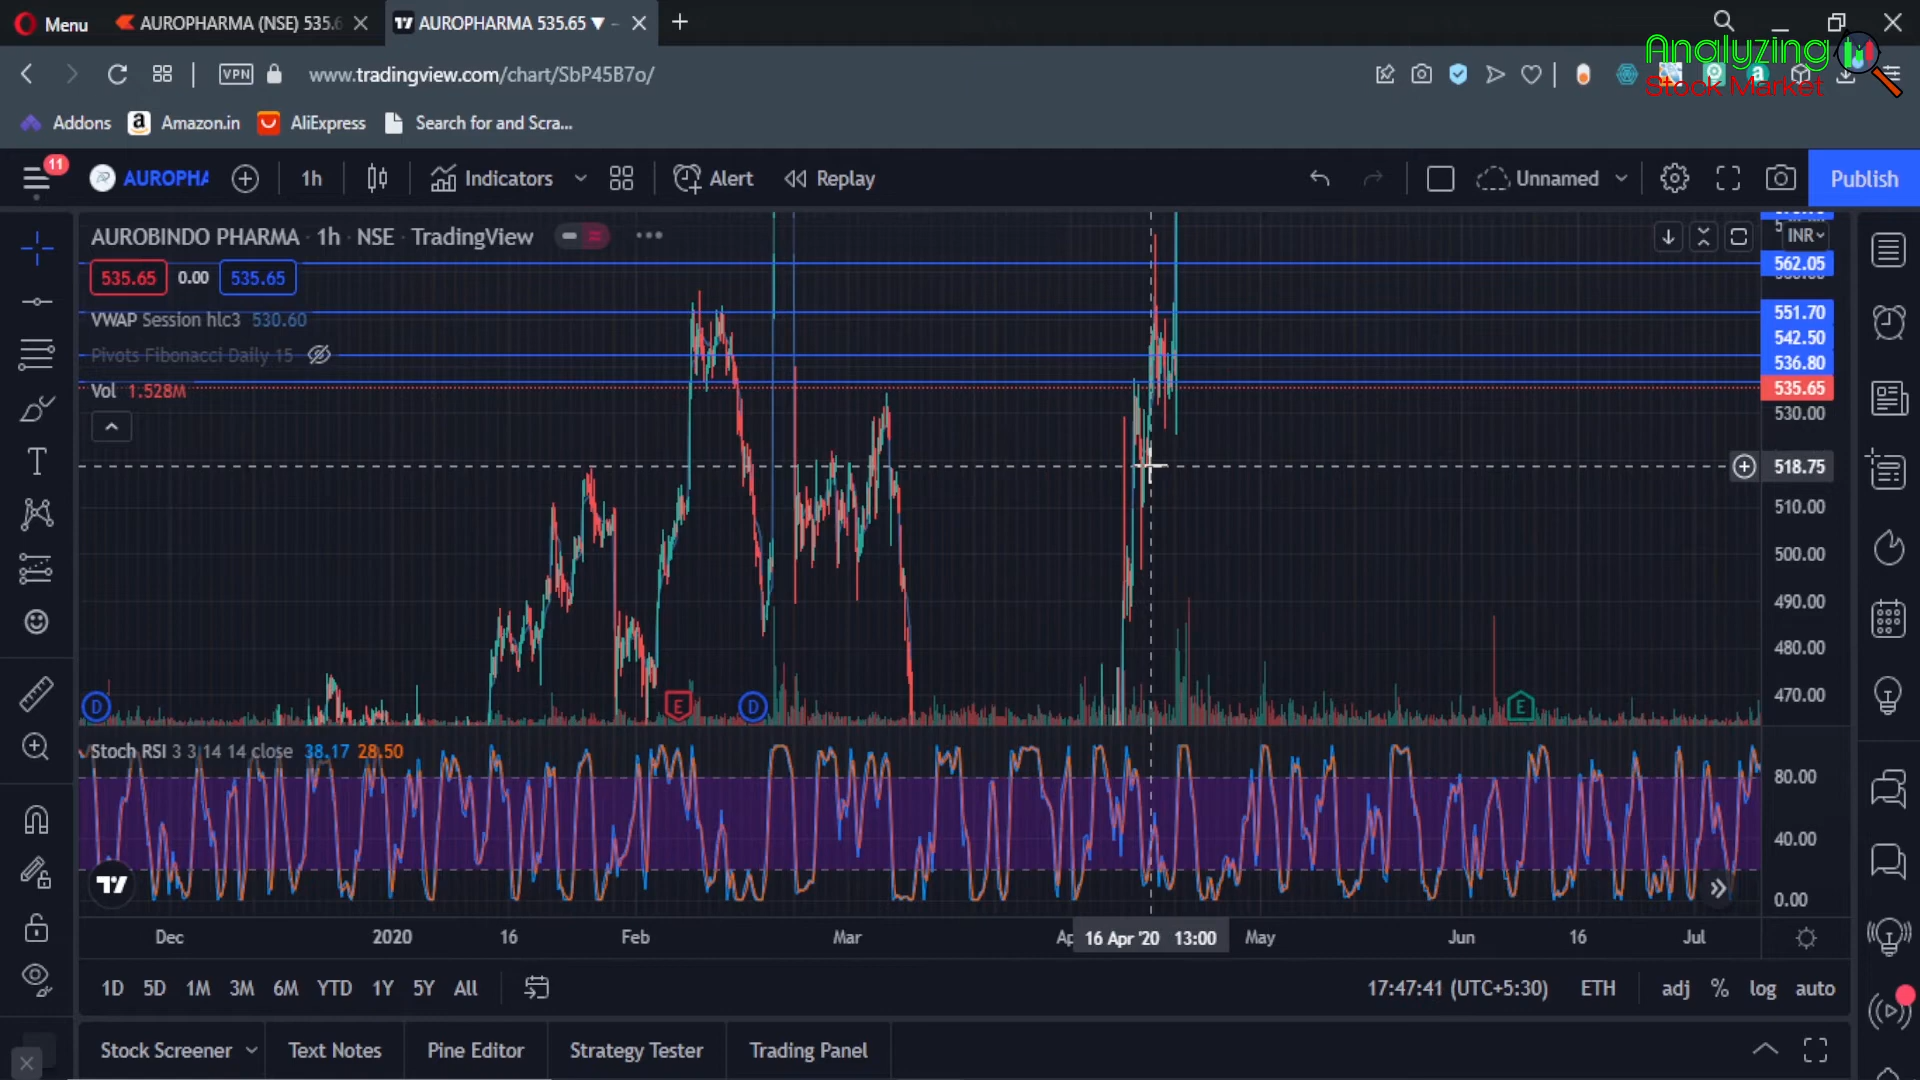 Menu
AUROPHARMA (NSE) 535.6
AUROPHARMA 535.65 ▼ -
VPN
www.tradingview.com/chart/SbP45B7o/
Analyzing
Stock Market
Addons
Amazon.in
AliExpress
Search for and Scra...
11
AUROPHA
1h
Indicators
Alert
Replay
Unnamed
Publish
AUROBINDO PHARMA · 1h · NSE · TradingView
INR
535.65 0.00 535.65
562.05
VWAP Session hlc3 530.60
551.70
542.50
Pivots Fibonacci Daily 15
536.80
Vol 1.528M
535.65
530.00
518.75
510.00
500.00
490.00
480.00
470.00
D
E
D
E
Stoch RSI 3 3 14 14 close 38.17 28.50
80.00
40.00
0.00
Dec 2020 16 Feb Mar Ap 16 Apr '20 13:00 May Jun 16 Jul
1D 5D 1M 3M 6M YTD 1Y 5Y All
17:47:41 (UTC+5:30) ETH adj % log auto
Stock Screener Text Notes Pine Editor Strategy Tester Trading Panel